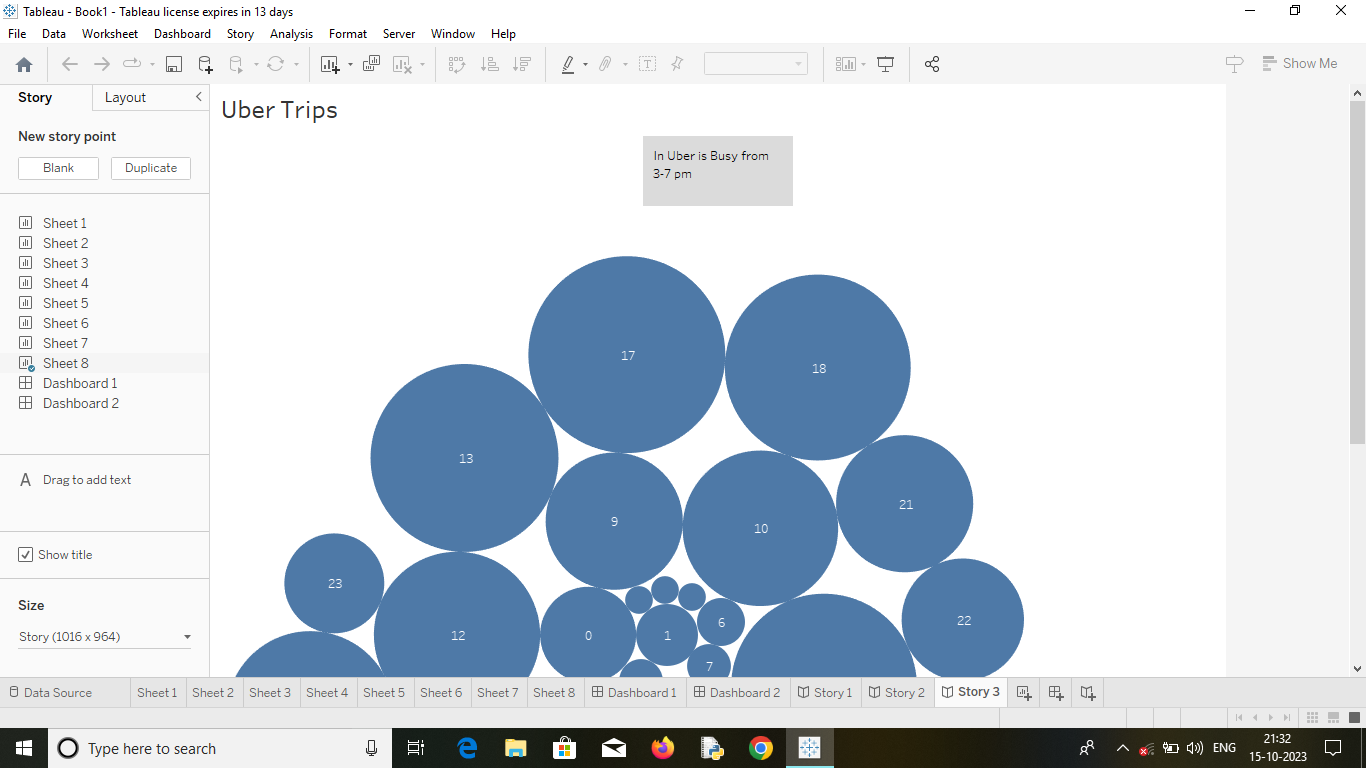 Tableau - Book1 - Tableau license expires in 13 days
File Data Worksheet Dashboard Story Analysis Format Server Window Help
Show Me
Story Layout
New story point
Blank Duplicate
Sheet 1
Sheet 2
Sheet 3
Sheet 4
Sheet 5
Sheet 6
Sheet 7
Sheet 8
Dashboard 1
Dashboard 2
A Drag to add text
Show title
Size
Story (1016 x 964)
Uber Trips
In Uber is Busy from
3-7 pm
17
18
13
21
9
10
23
22
12
0
1
6
7
Data Source Sheet 1 Sheet 2 Sheet 3 Sheet 4 Sheet 5 Sheet 6 Sheet 7 Sheet 8 Dashboard 1 Dashboard 2 Story 1 Story 2 Story 3
Type here to search
ENG
21:32
15-10-2023